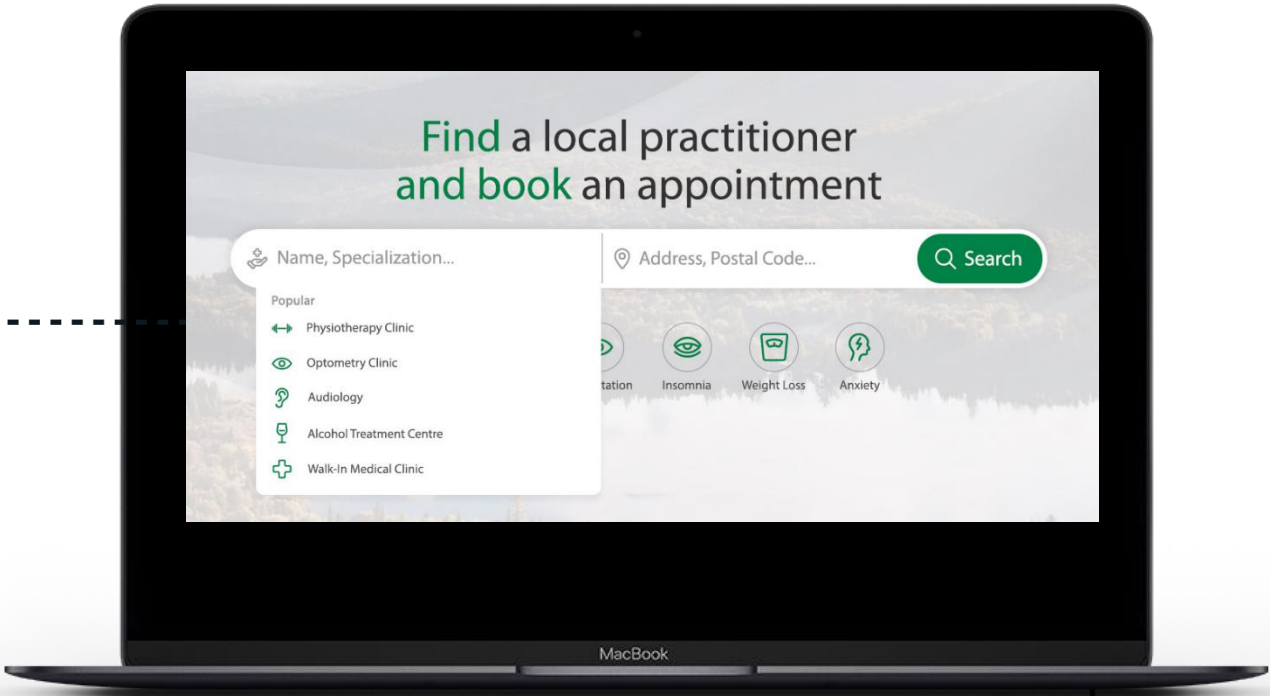 Find a local practitioner
and book an appointment
Name, Specialization...
Address, Postal Code...
Search
Popular
Physiotherapy Clinic
Optometry Clinic
Audiology
Alcohol Treatment Centre
Walk-In Medical Clinic
Insomnia
Weight Loss
Anxiety
MacBook